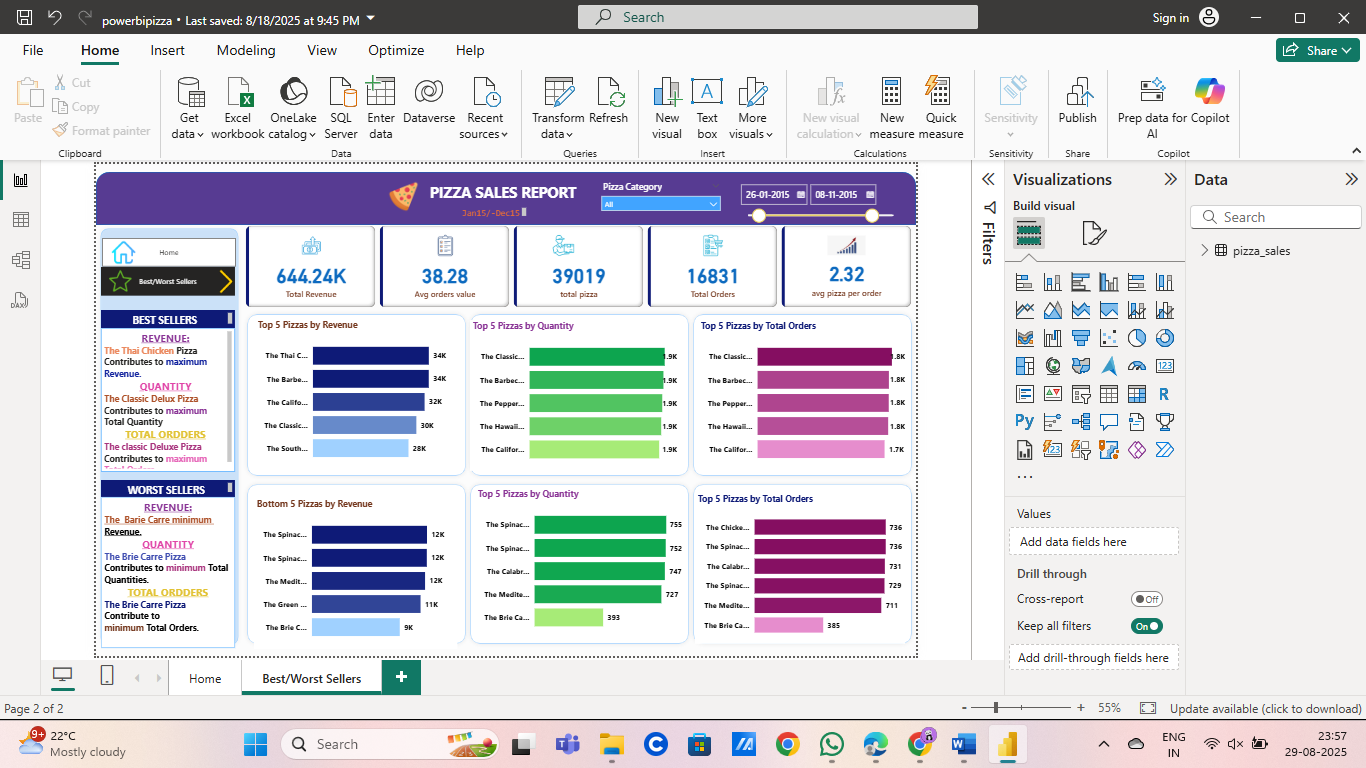 powerbipizza • Last saved: 8/18/2025 at 9:45 PM
Search
Sign in
File
Home
Insert
Modeling
View
Optimize
Help
Share
Paste
Cut
Copy
Format painter
Clipboard
Get data
Excel workbook
OneLake catalog
SQL Server
Enter data
Dataverse
Recent sources
Data
Transform data
Refresh
Queries
New visual
Text box
More visuals
Insert
New visual calculation
New measure
Quick measure
Calculations
Sensitivity
Sensitivity
Publish
Share
Prep data for AI
Copilot
Copilot
PIZZA SALES REPORT
Jan15/-Dec15
Pizza Category
All
26-01-2015
08-11-2015
Home
Best/Worst Sellers
644.24K
Total Revenue
38.28
Avg orders value
39019
total pizza
16831
Total Orders
2.32
avg pizza per order
BEST SELLERS
REVENUE:
The Thai Chicken Pizza
Contributes to maximum
Revenue.
QUANTITY
The Classic Delux Pizza
Contributes to maximum
Total Quantity
TOTAL ORDDERS
The classic Deluxe Pizza
Contributes to maximum
Total Orders
WORST SELLERS
REVENUE:
The Barie Carre minimum
Revenue.
QUANTITY
The Brie Carre Pizza
Contributes to minimum Total
Quantities.
TOTAL ORDDERS
The Brie Carre Pizza
Contribute to
minimum Total Orders.
Top 5 Pizzas by Revenue
The Thai C... 34K
The Barbe... 34K
The Califo... 32K
The Classic... 30K
The South... 28K
Top 5 Pizzas by Quantity
The Classic... 1.9K
The Barbec... 1.9K
The Pepper... 1.9K
The Hawaii... 1.9K
The Califor... 1.9K
Top 5 Pizzas by Total Orders
The Classic... 1.8K
The Barbec... 1.8K
The Pepper... 1.8K
The Hawaii... 1.8K
The Califor... 1.7K
Bottom 5 Pizzas by Revenue
The Spinac... 12K
The Spinac... 12K
The Medit... 12K
The Green ... 11K
The Brie C... 9K
Top 5 Pizzas by Quantity
The Spinac... 755
The Spinac... 752
The Calabr... 747
The Medite... 727
The Brie Ca... 393
Top 5 Pizzas by Total Orders
The Chicke... 736
The Spinac... 736
The Calabr... 731
The Spinac... 729
The Medite... 711
The Brie Ca... 385
Filters
Visualizations
Build visual
R
Py
123
DAX
Values
Add data fields here
Drill through
Cross-report
Off
Keep all filters
On
Add drill-through fields here
Data
Search
pizza_sales
Home
Best/Worst Sellers
Page 2 of 2
55%
Update available (click to download)
9+
22°C
Mostly cloudy
Search
ENG
IN
23:57
29-08-2025